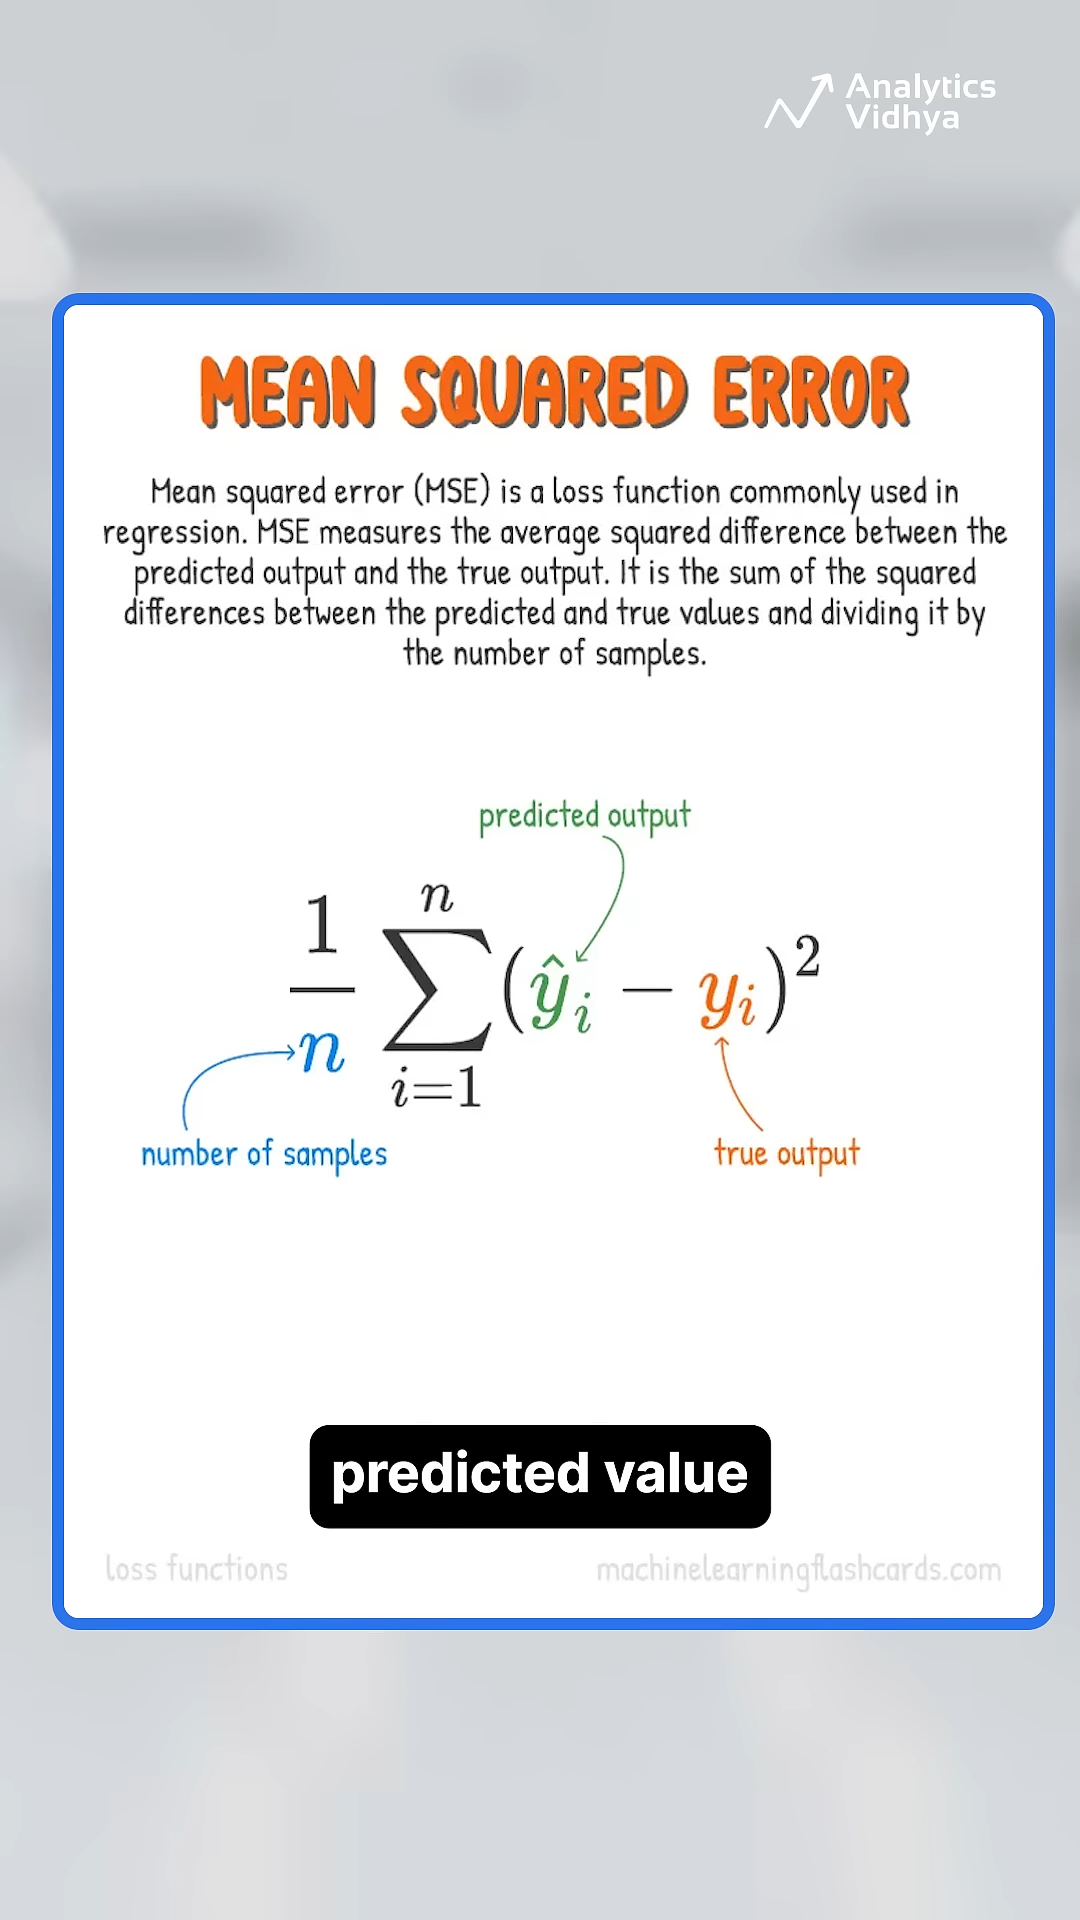 Analytics
Vidhya
MEAN SQUARED ERROR
Mean squared error (MSE) is a loss function commonly used in
regression. MSE measures the average squared difference between the
predicted output and the true output. It is the sum of the squared
differences between the predicted and true values and dividing it by
the number of samples.
predicted output
1/n ∑_{i=1}^{n} (ŷ_i − y_i)²
number of samples
true output
predicted value
loss functions
machinelearningflashcards.com